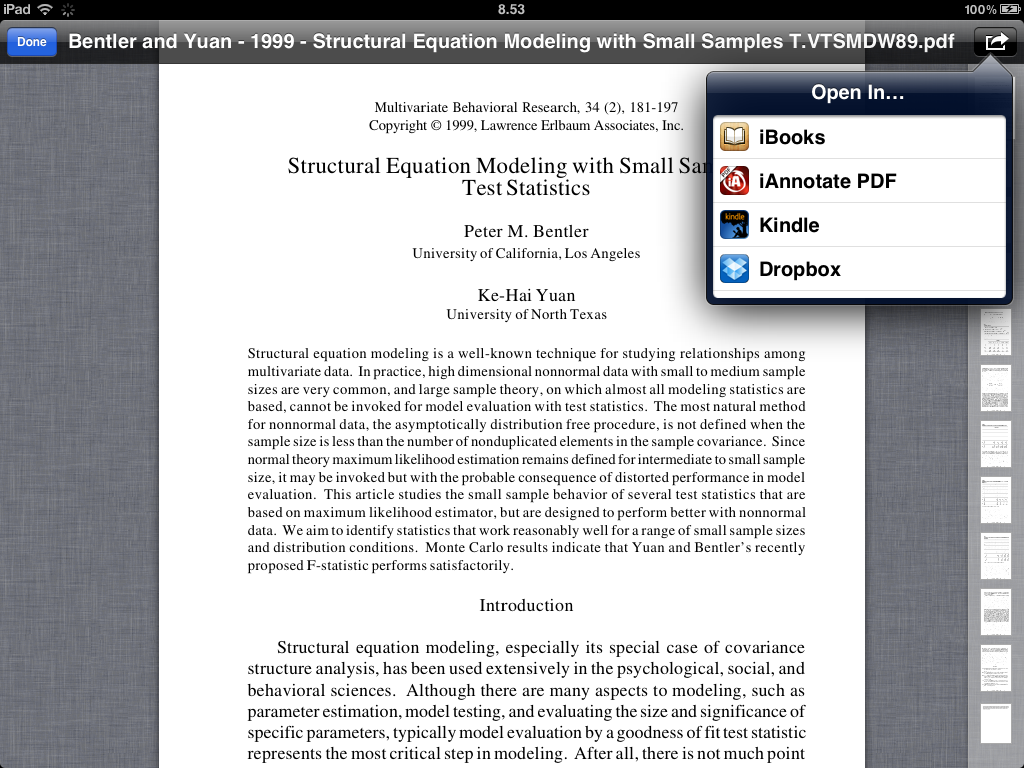 iPad 8.53 100%
Done Bentler and Yuan - 1999 - Structural Equation Modeling with Small Samples T.VTSMDW89.pdf
Open In...
iBooks
iAnnotate PDF
Kindle
Dropbox
Multivariate Behavioral Research, 34 (2), 181-197
Copyright © 1999, Lawrence Erlbaum Associates, Inc.
Structural Equation Modeling with Small Sam
Test Statistics
Peter M. Bentler
University of California, Los Angeles
Ke-Hai Yuan
University of North Texas
Structural equation modeling is a well-known technique for studying relationships among
multivariate data. In practice, high dimensional nonnormal data with small to medium sample
sizes are very common, and large sample theory, on which almost all modeling statistics are
based, cannot be invoked for model evaluation with test statistics. The most natural method
for nonnormal data, the asymptotically distribution free procedure, is not defined when the
sample size is less than the number of nonduplicated elements in the sample covariance. Since
normal theory maximum likelihood estimation remains defined for intermediate to small sample
size, it may be invoked but with the probable consequence of distorted performance in model
evaluation. This article studies the small sample behavior of several test statistics that are
based on maximum likelihood estimator, but are designed to perform better with nonnormal
data. We aim to identify statistics that work reasonably well for a range of small sample sizes
and distribution conditions. Monte Carlo results indicate that Yuan and Bentler's recently
proposed F-statistic performs satisfactorily.
Introduction
Structural equation modeling, especially its special case of covariance
structure analysis, has been used extensively in the psychological, social, and
behavioral sciences. Although there are many aspects to modeling, such as
parameter estimation, model testing, and evaluating the size and significance of
specific parameters, typically model evaluation by a goodness of fit test statistic
represents the most critical step in modeling. After all, there is not much point